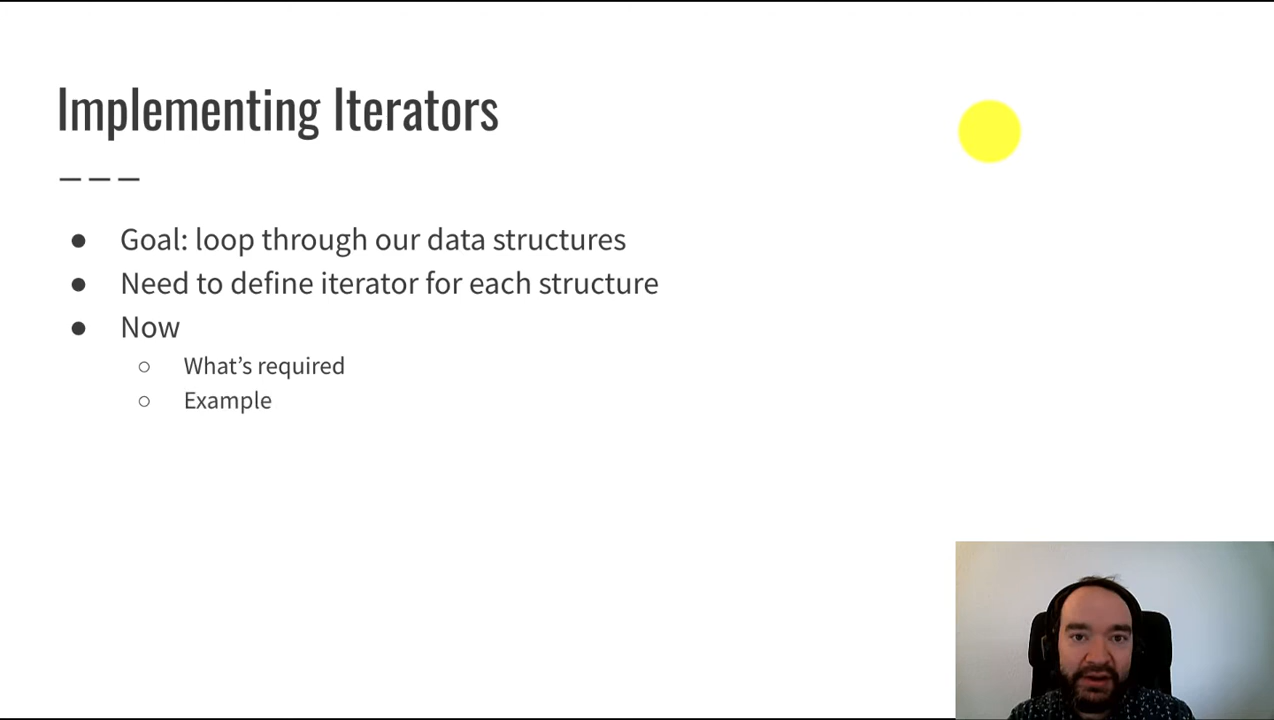 Implementing Iterators
● Goal: loop through our data structures
● Need to define iterator for each structure
● Now
○ What's required
○ Example